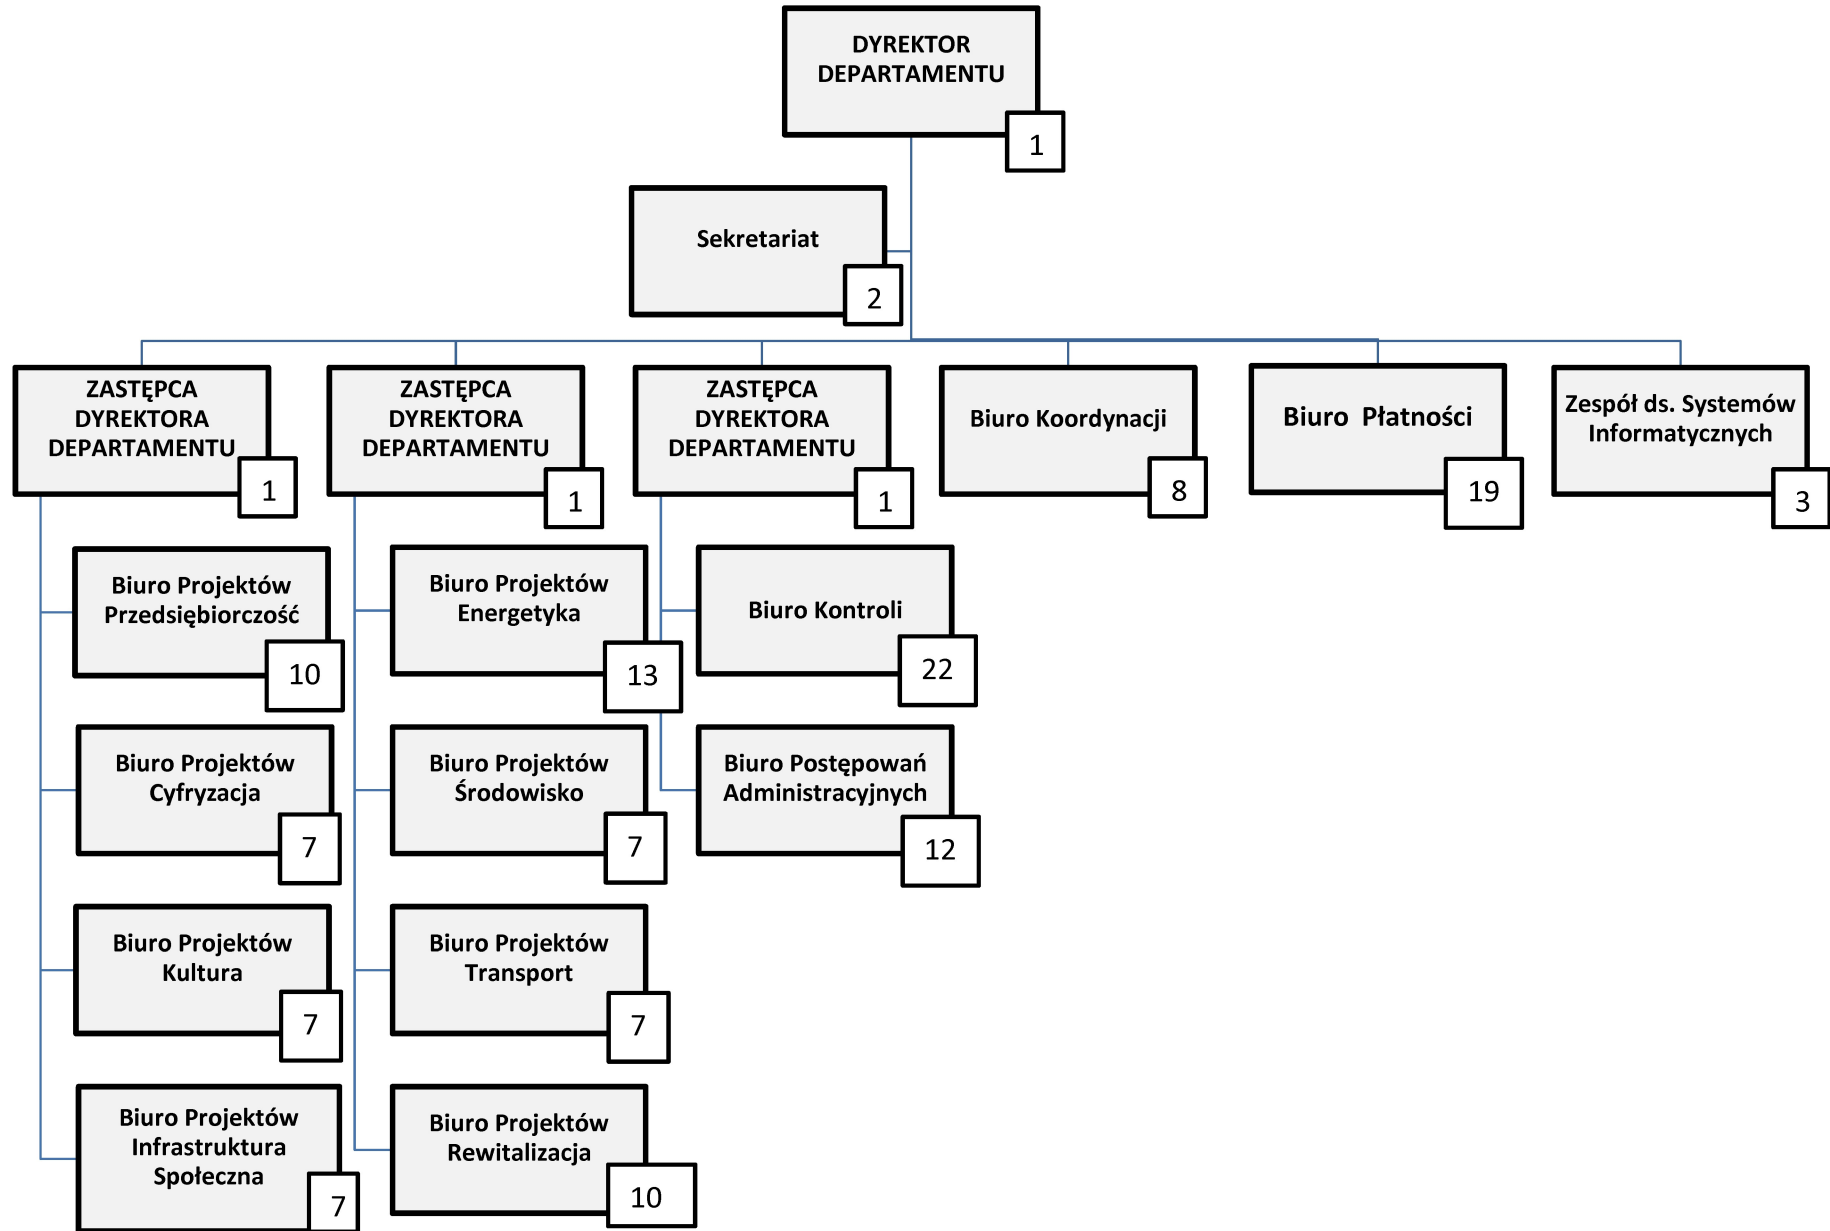 DYREKTOR
DEPARTAMENTU
1
Sekretariat
2
ZASTĘPCA
DYREKTORA
DEPARTAMENTU
1
ZASTĘPCA
DYREKTORA
DEPARTAMENTU
1
ZASTĘPCA
DYREKTORA
DEPARTAMENTU
1
Biuro Koordynacji
8
Biuro Płatności
19
Zespół ds. Systemów
Informatycznych
3
Biuro Projektów
Przedsiębiorczość
10
Biuro Projektów
Energetyka
13
Biuro Kontroli
22
Biuro Projektów
Cyfryzacja
7
Biuro Projektów
Środowisko
7
Biuro Postępowań
Administracyjnych
12
Biuro Projektów
Kultura
7
Biuro Projektów
Transport
7
Biuro Projektów
Infrastruktura
Społeczna
7
Biuro Projektów
Rewitalizacja
10